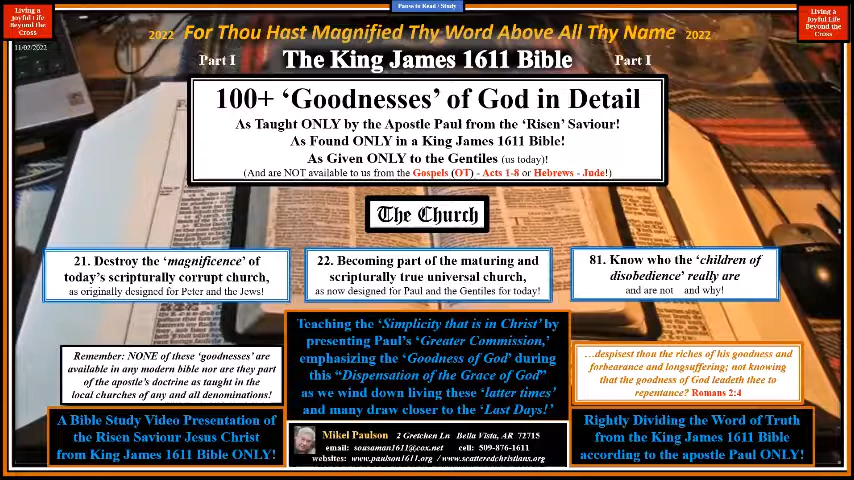 Pause to Read / Study
Living a
Joyful Life
Beyond the
Cross
Living a
Joyful Life
Beyond the
Cross
11/02/2022
2022 For Thou Hast Magnified Thy Word Above All Thy Name 2022
Part I The King James 1611 Bible Part I
100+ ‘Goodnesses’ of God in Detail
As Taught ONLY by the Apostle Paul from the ‘Risen’ Saviour!
As Found ONLY in a King James 1611 Bible!
As Given ONLY to the Gentiles (us today)!
(And are NOT available to us from the Gospels (OT) - Acts 1-8 or Hebrews - Jude!)
The Church
21. Destroy the ‘magnificence’ of
today’s scripturally corrupt church,
as originally designed for Peter and the Jews!
22. Becoming part of the maturing and
scripturally true universal church,
as now designed for Paul and the Gentiles for today!
81. Know who the ‘children of
disobedience’ really are
and are not and why!
Remember: NONE of these ‘goodnesses’ are
available in any modern bible nor are they part
of the apostle’s doctrine as taught in the
local churches of any and all denominations!
Teaching the ‘Simplicity that is in Christ’ by
presenting Paul’s ‘Greater Commission,’
emphasizing the ‘Goodness of God’ during
this “Dispensation of the Grace of God”
as we wind down living these ‘latter times’
and many draw closer to the ‘Last Days!’
…despisest thou the riches of his goodness and
forbearance and longsuffering; not knowing
that the goodness of God leadeth thee to
repentance? Romans 2:4
A Bible Study Video Presentation of
the Risen Saviour Jesus Christ
from King James 1611 Bible ONLY!
Mikel Paulson 2 Gretchen Ln Bella Vista, AR 72715
email: sousaman1611@cox.net cell: 509-876-1611
websites: www.paulson1611.org / www.scatteredchristians.org
Rightly Dividing the Word of Truth
from the King James 1611 Bible
according to the apostle Paul ONLY!